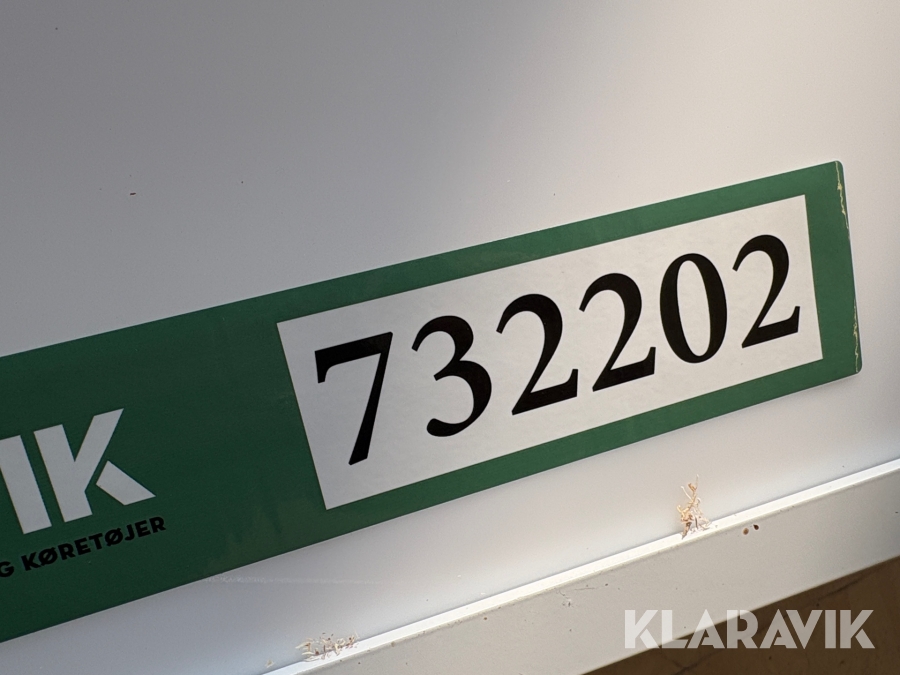 732202
IK
G KØRETØJER
KLARAVIK